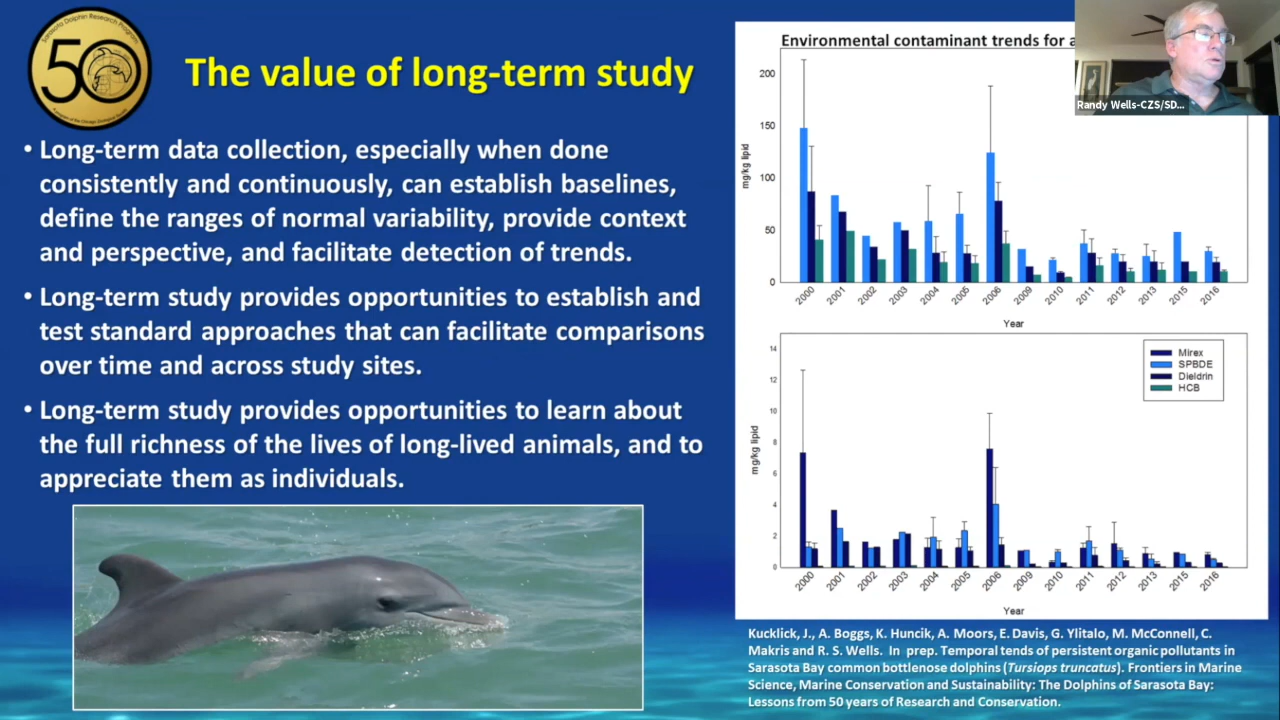 Sarasota Dolphin Research Program
50
The value of long-term study
• Long-term data collection, especially when done
consistently and continuously, can establish baselines,
define the ranges of normal variability, provide context
and perspective, and facilitate detection of trends.
• Long-term study provides opportunities to establish and
test standard approaches that can facilitate comparisons
over time and across study sites.
• Long-term study provides opportunities to learn about
the full richness of the lives of long-lived animals, and to
appreciate them as individuals.
Environmental contaminant trends for a
Randy Wells-CZS/SD...
200
150
100
50
0
mg/kg lipid
2000 2001 2002 2003 2004 2005 2006 2009 2010 2011 2012 2013 2015 2016
Year
14
12
10
8
6
4
2
0
mg/kg lipid
Mirex
SPBDE
Dieldrin
HCB
2000 2001 2002 2003 2004 2005 2006 2009 2010 2011 2012 2013 2015 2016
Year
Kucklick, J., A. Boggs, K. Huncik, A. Moors, E. Davis, G. Ylitalo, M. McConnell, C.
Makris and R. S. Wells. In prep. Temporal tends of persistent organic pollutants in
Sarasota Bay common bottlenose dolphins (Tursiops truncatus). Frontiers in Marine
Science, Marine Conservation and Sustainability: The Dolphins of Sarasota Bay:
Lessons from 50 years of Research and Conservation.